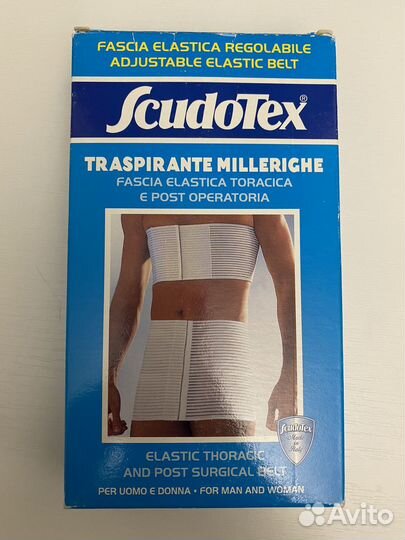 FASCIA ELASTICA REGOLABILE
ADJUSTABLE ELASTIC BELT
SCUDOTEX®
TRASPIRANTE MILLERIGHE
FASCIA ELASTICA TORACICA
E POST OPERATORIA
Scudotex
Made
in
Italy
ELASTIC THORACIC
AND POST SURGICAL BELT
PER UOMO E DONNA • FOR MAN AND WOMAN
Avito